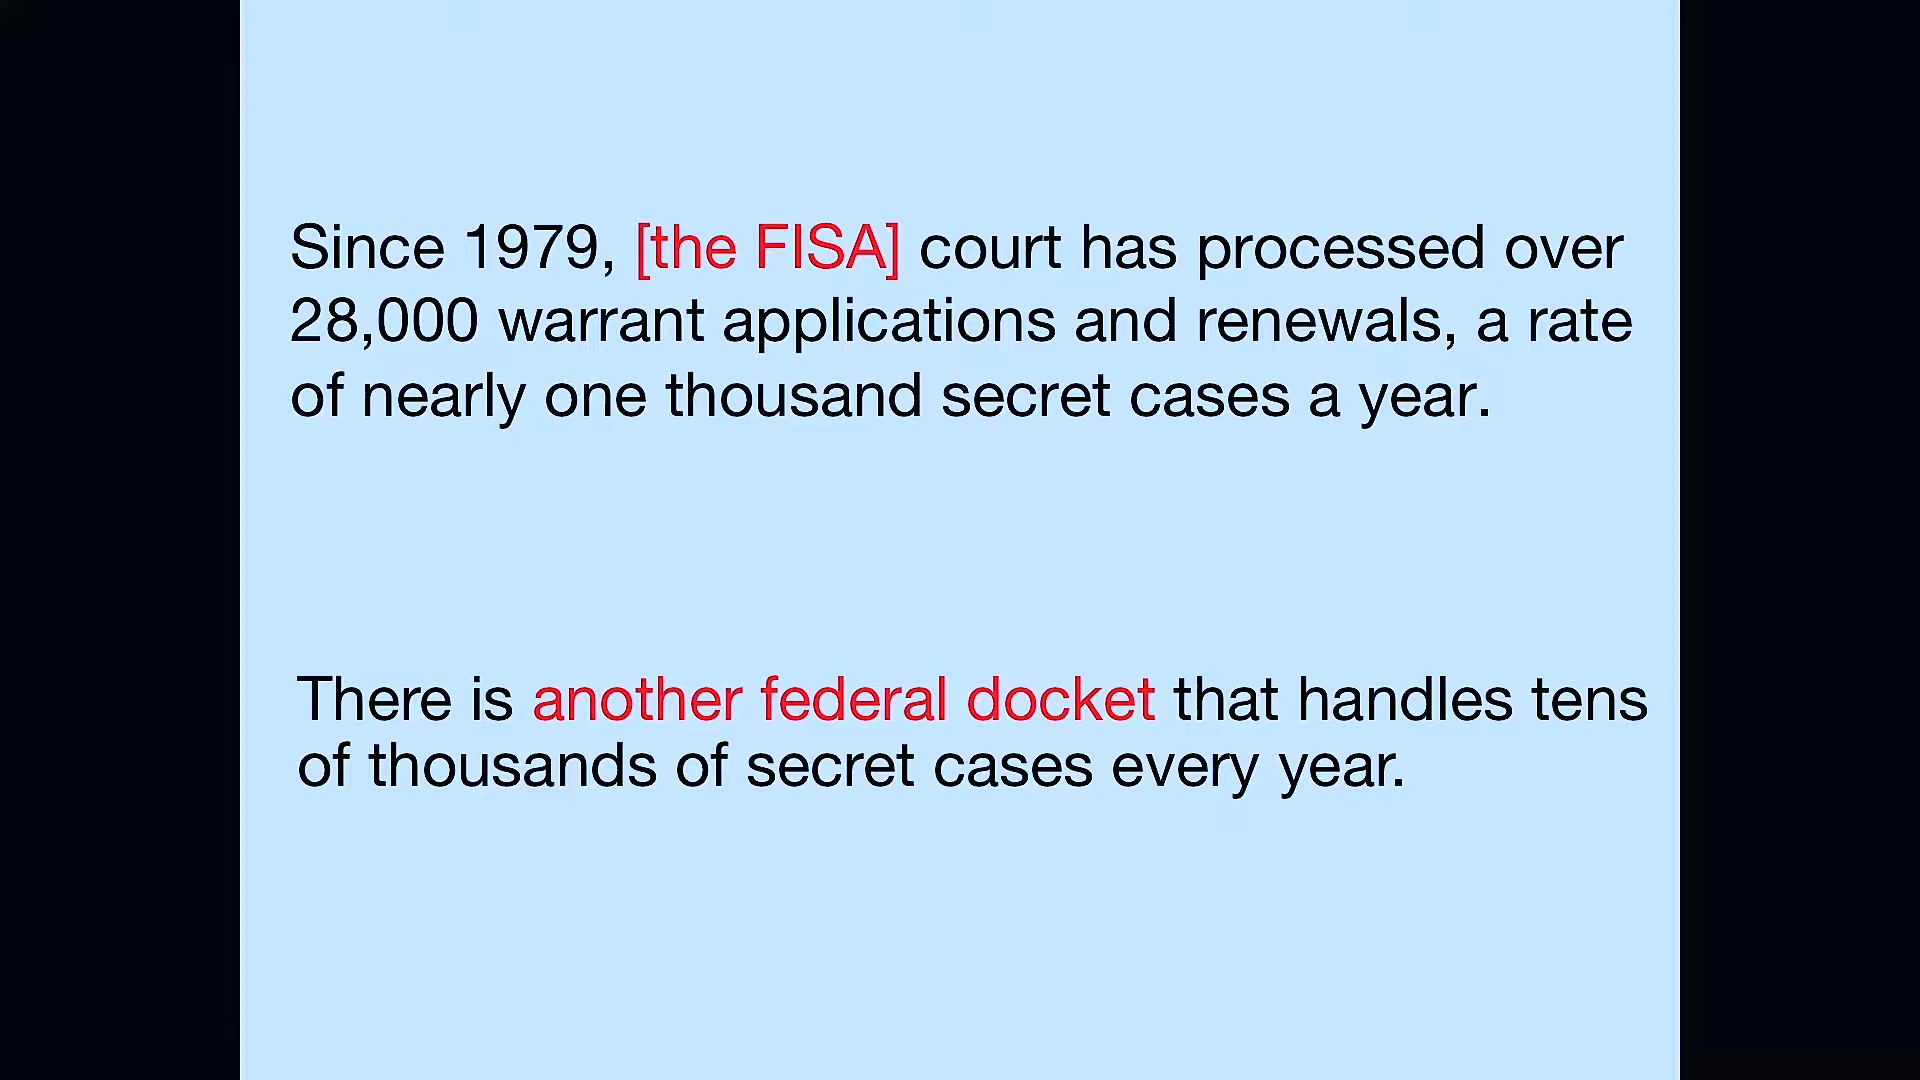 Since 1979, [the FISA] court has processed over
28,000 warrant applications and renewals, a rate
of nearly one thousand secret cases a year.
There is another federal docket that handles tens
of thousands of secret cases every year.